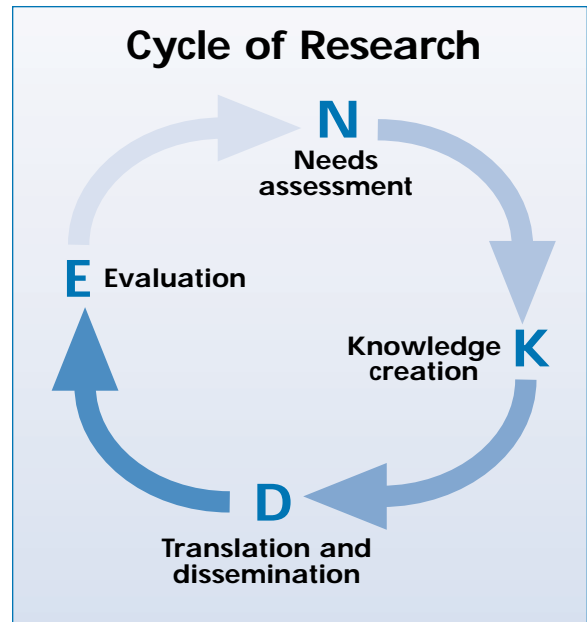 Cycle of Research
N
Needs
assessment
K
Knowledge
creation
D
Translation and
dissemination
E
Evaluation